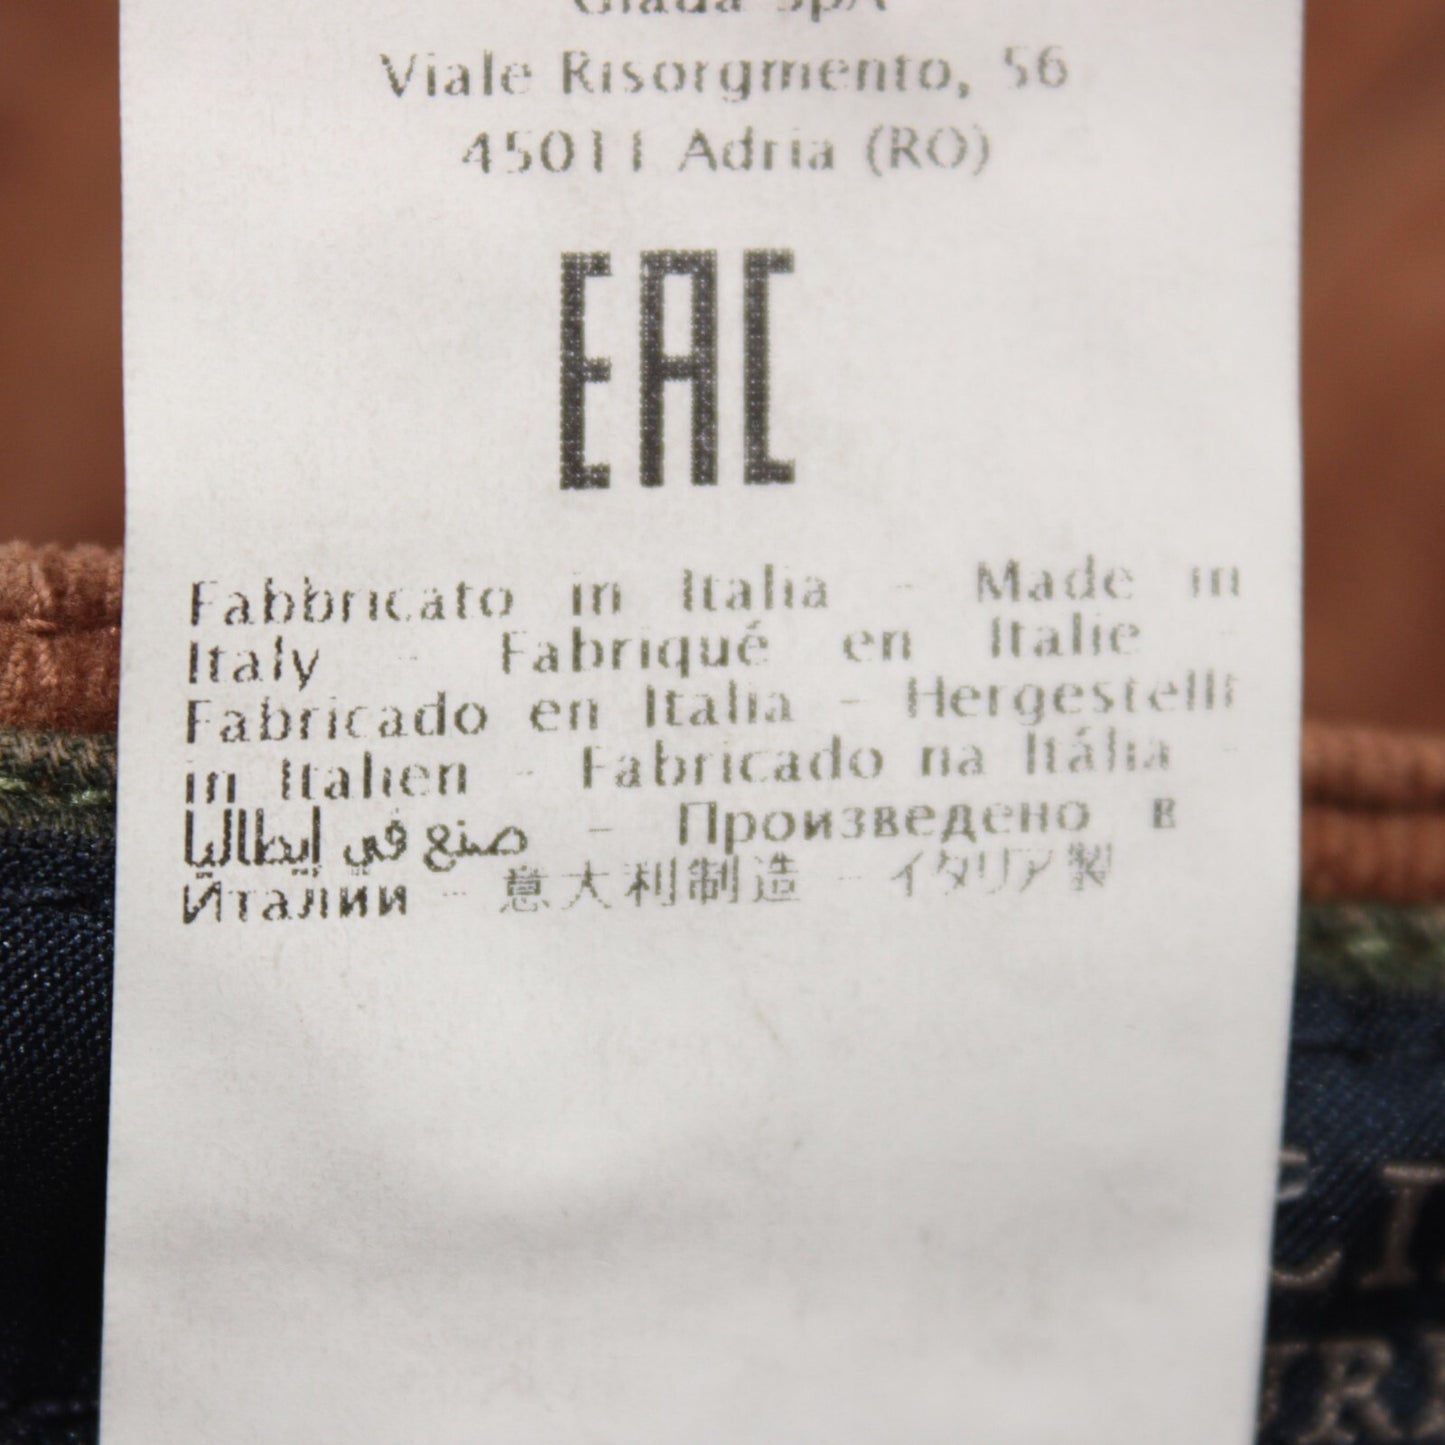 Giada SpA
Viale Risorgmento, 56
45011 Adria (RO)
EAC
Fabbricato in Italia - Made in
Italy - Fabriqué en Italie -
Fabricado en Italia - Hergestellt
in Italien - Fabricado na Itália -
صنع في إيطاليا - Произведено в
Италии - 意大利制造 - イタリア製